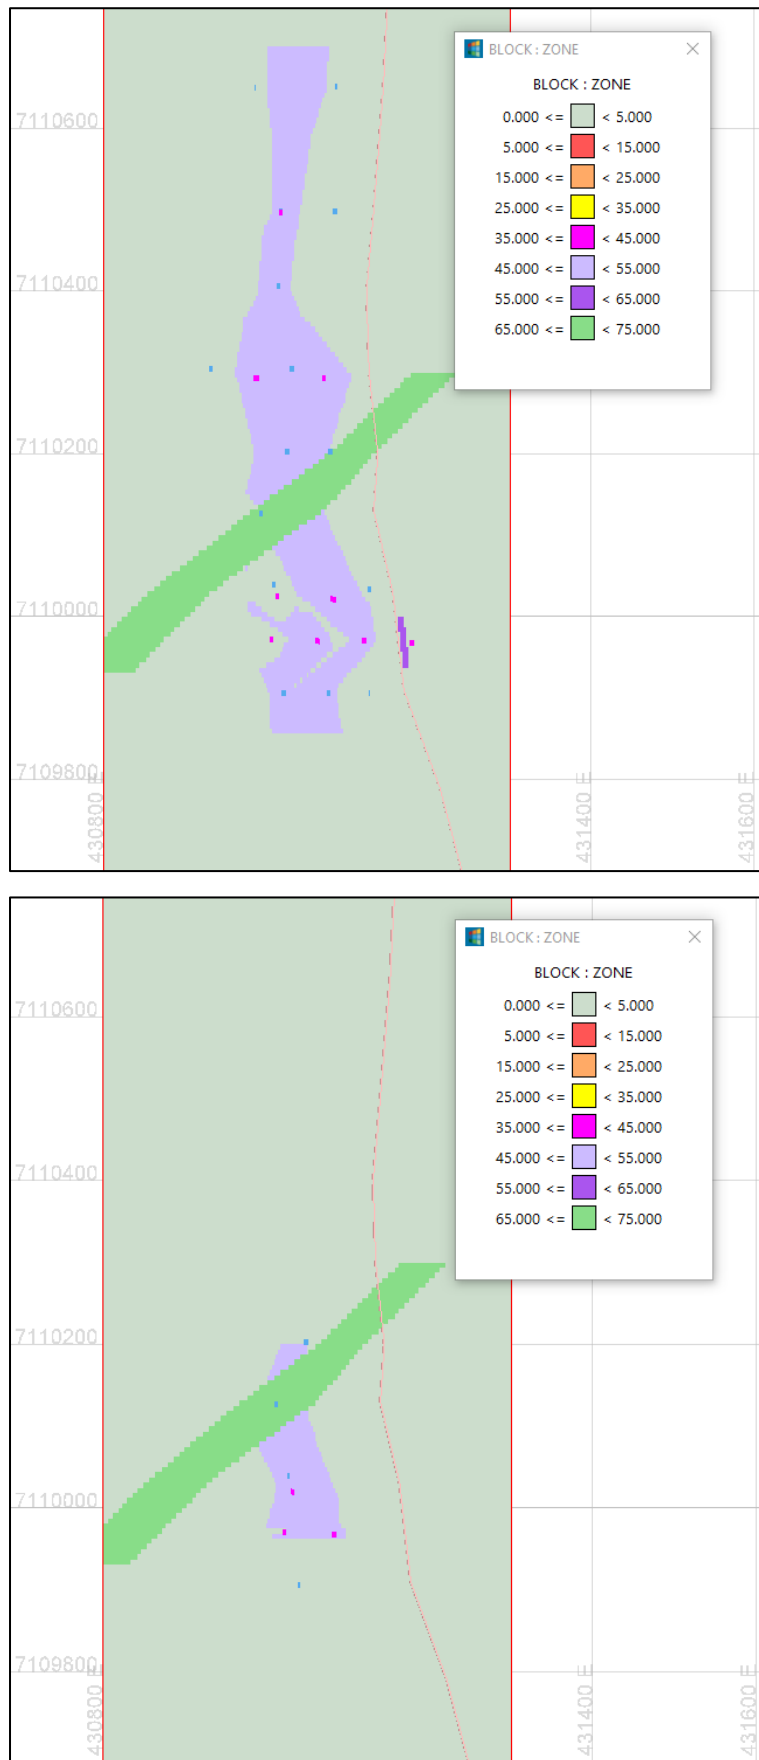 BLOCK : ZONE
BLOCK : ZONE
0.000 <= < 5.000
5.000 <= < 15.000
15.000 <= < 25.000
25.000 <= < 35.000
35.000 <= < 45.000
45.000 <= < 55.000
55.000 <= < 65.000
65.000 <= < 75.000
7110600
7110400
7110200
7110000
7109800
430800 E
431400 E
431600 E
BLOCK : ZONE
BLOCK : ZONE
0.000 <= < 5.000
5.000 <= < 15.000
15.000 <= < 25.000
25.000 <= < 35.000
35.000 <= < 45.000
45.000 <= < 55.000
55.000 <= < 65.000
65.000 <= < 75.000
7110600
7110400
7110200
7110000
7109800
430800 E
431400 E
431600 E